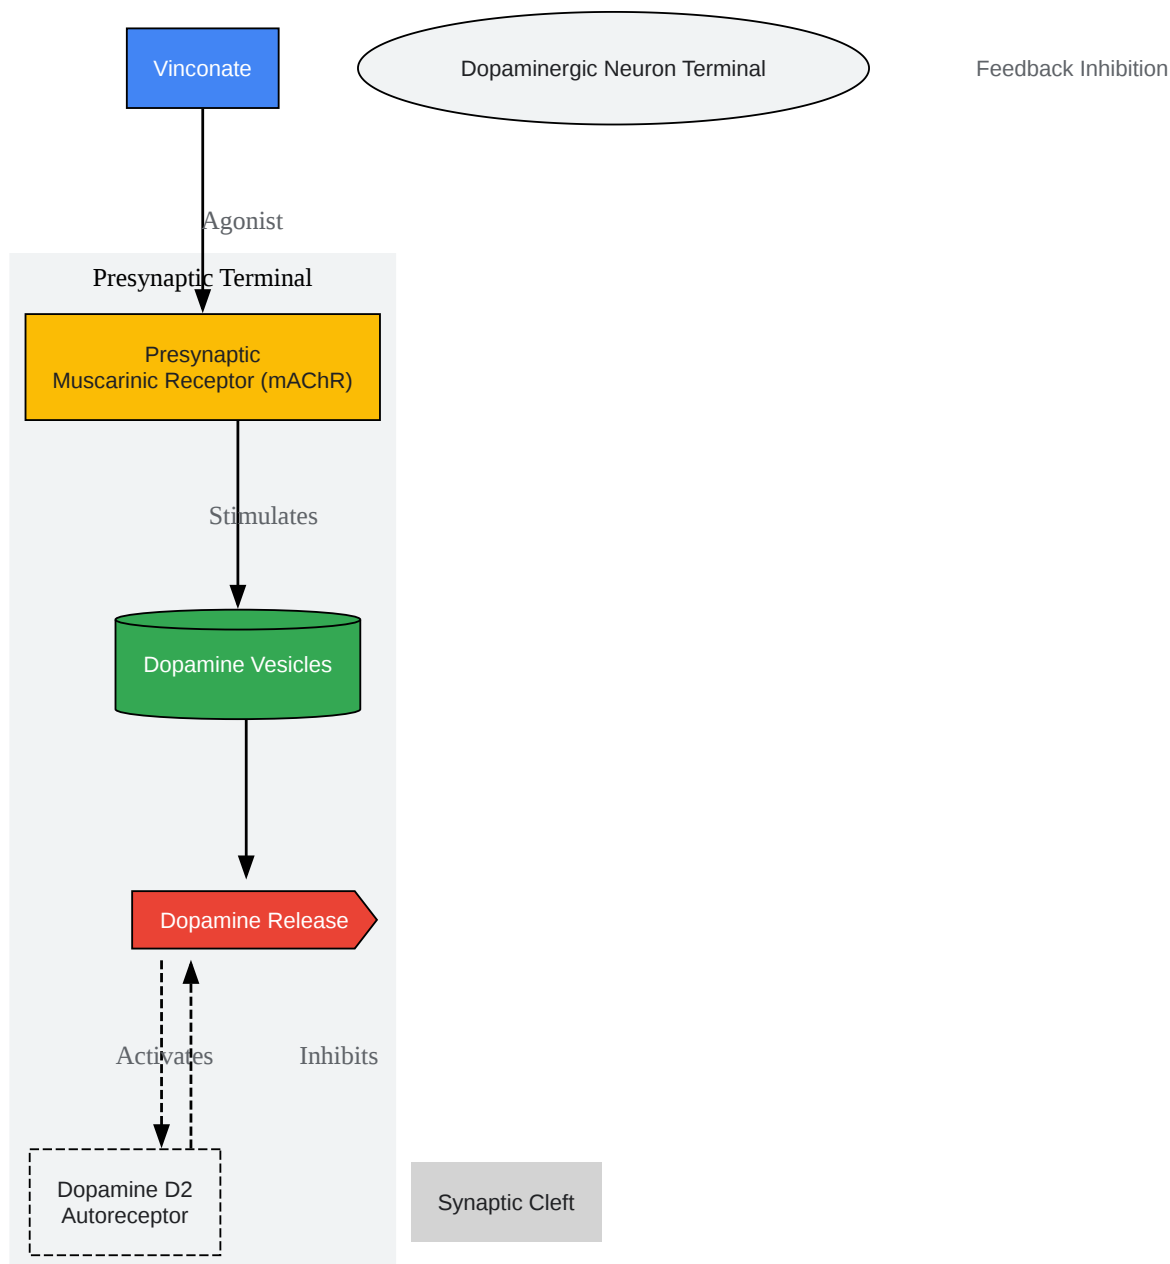 Vinconate
Dopaminergic Neuron Terminal
Feedback Inhibition
Agonist
Presynaptic Terminal
Presynaptic
Muscarinic Receptor (mAChR)
Stimulates
Dopamine Vesicles
Dopamine Release
Activates
Inhibits
Dopamine D2
Autoreceptor
Synaptic Cleft